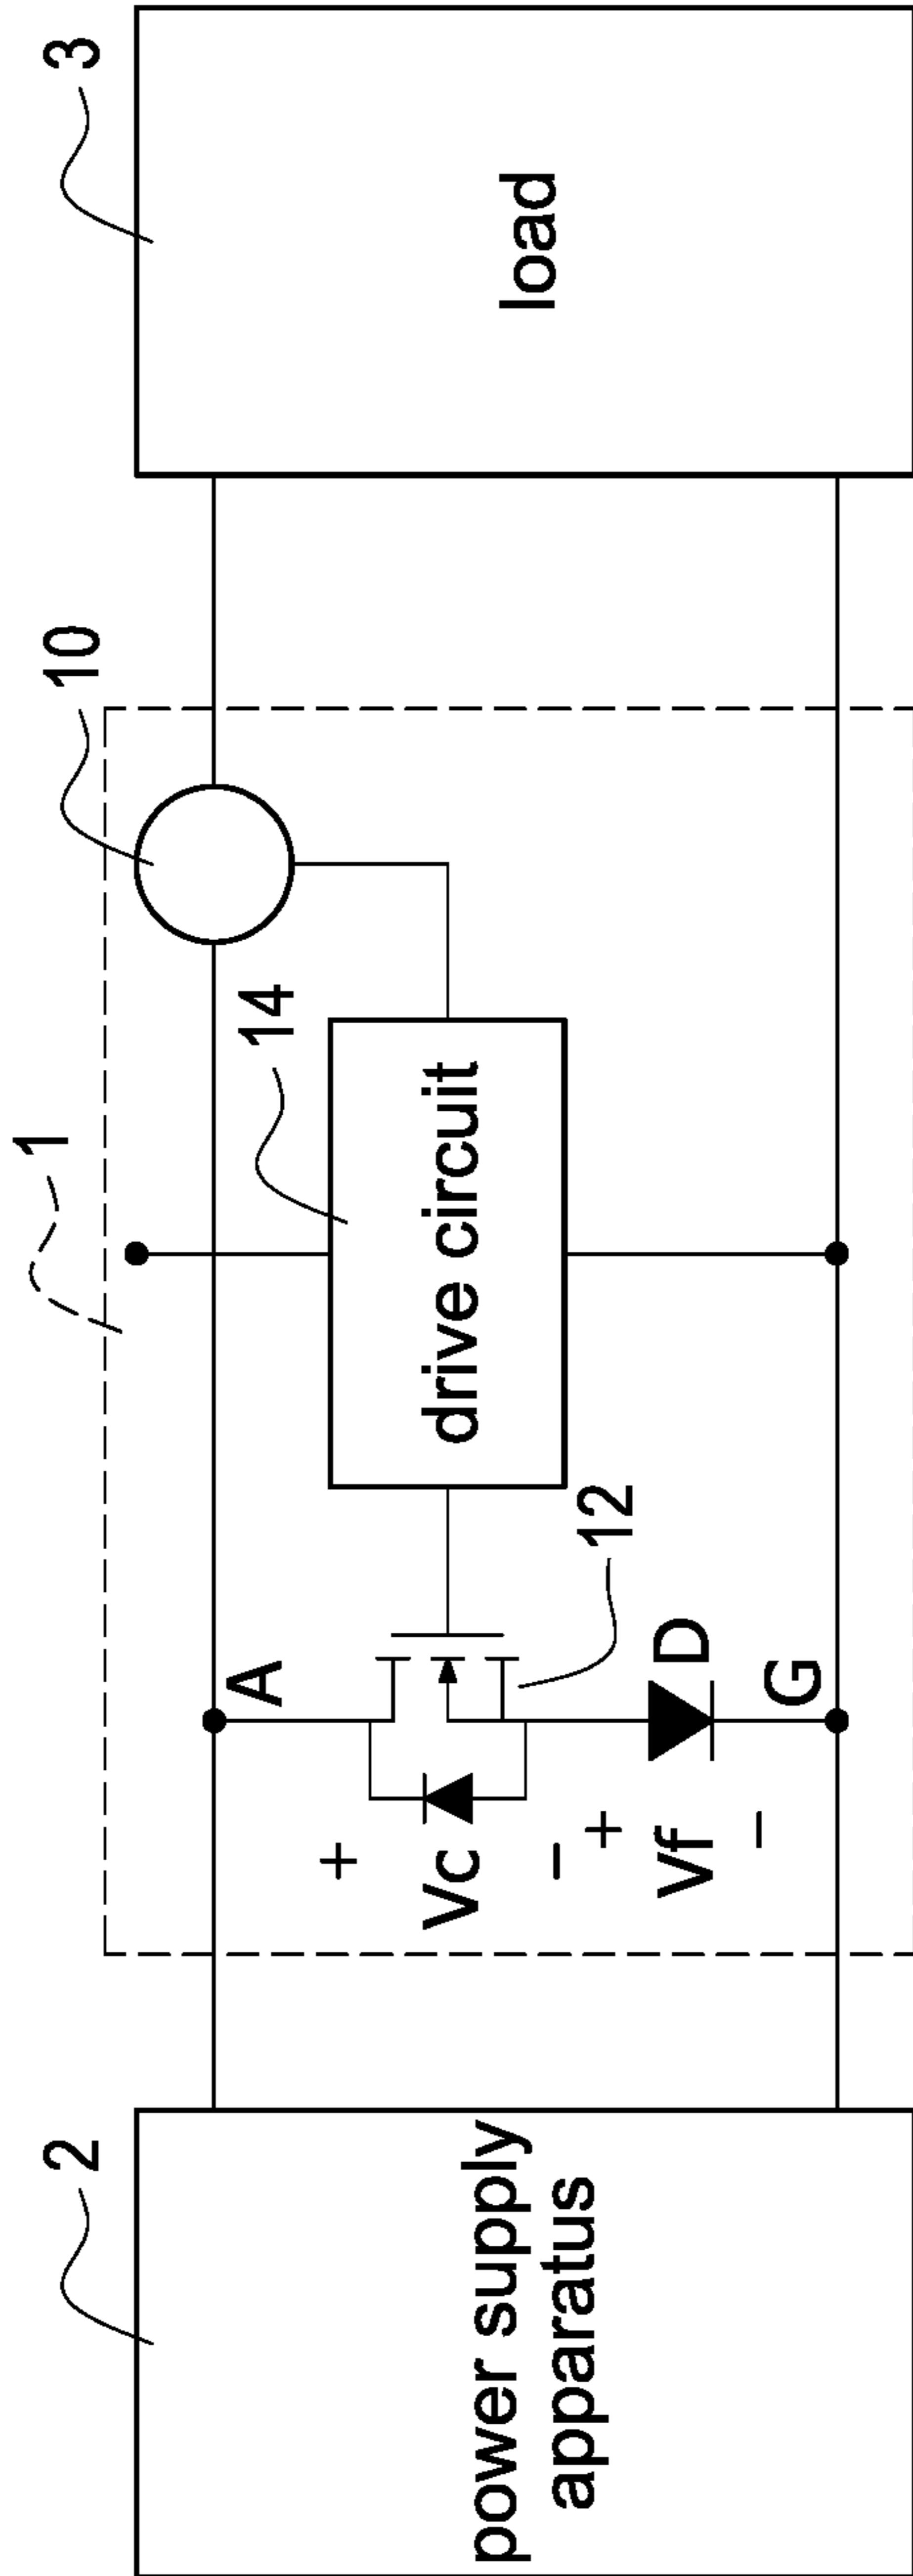 1
2
3
10
14
12
power supply
apparatus
drive circuit
load
A
+
Vc
−
+
Vf
−
D
G